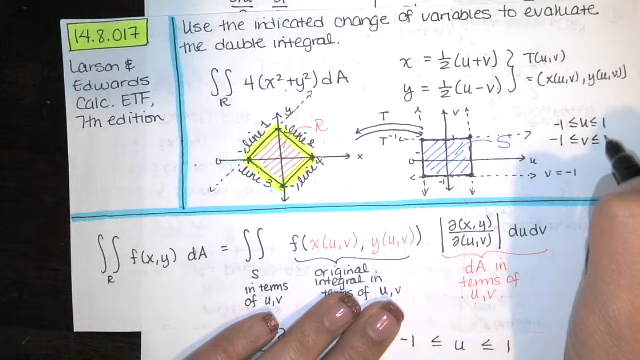 14.8.017
Larson &
Edwards
Calc. ETF,
7th edition
Use the indicated change of variables to evaluate
the double integral.
∬ 4(x²+y²) dA
R
x = ½(u+v)
y = ½(u−v)
T(u,v)
= (x(u,v), y(u,v))
y
line 1
line 2
R
line 3
line 4
x
T
T⁻¹
v
S
u
-1
v = −1
−1 ≤ u ≤ 1
−1 ≤ v ≤ 1
∬ f(x,y) dA = ∬ f(x(u,v), y(u,v)) |∂(x,y)/∂(u,v)| du dv
R
S
in terms
of u,v
original
integral in
terms of u,v
dA in
terms of
u,v
−1 ≤ u ≤ 1